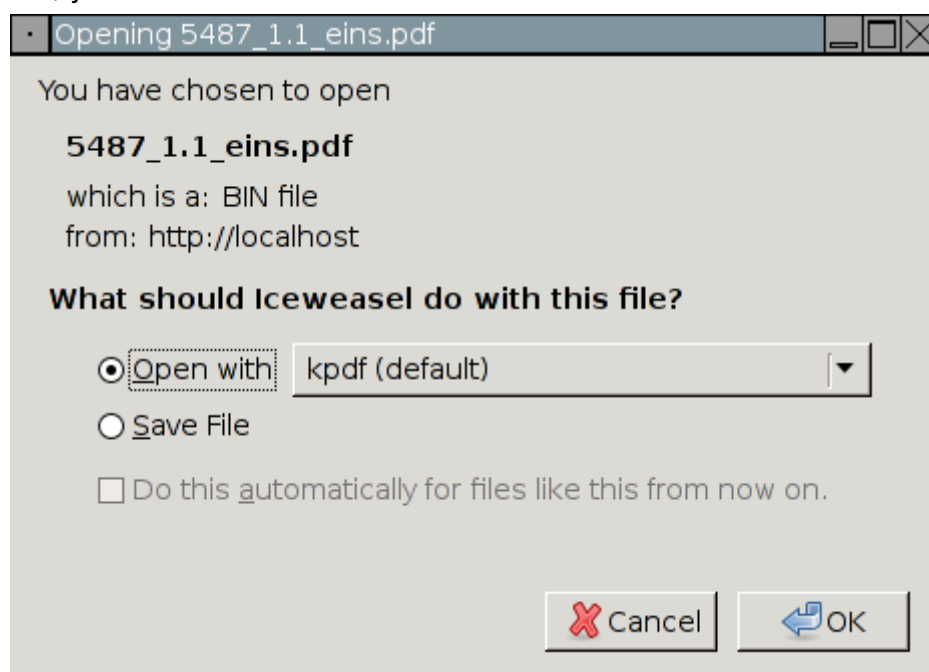 Opening 5487_1.1_eins.pdf
You have chosen to open
5487_1.1_eins.pdf
which is a: BIN file
from: http://localhost
What should Iceweasel do with this file?
Open with kpdf (default)
Save File
Do this automatically for files like this from now on.
Cancel OK